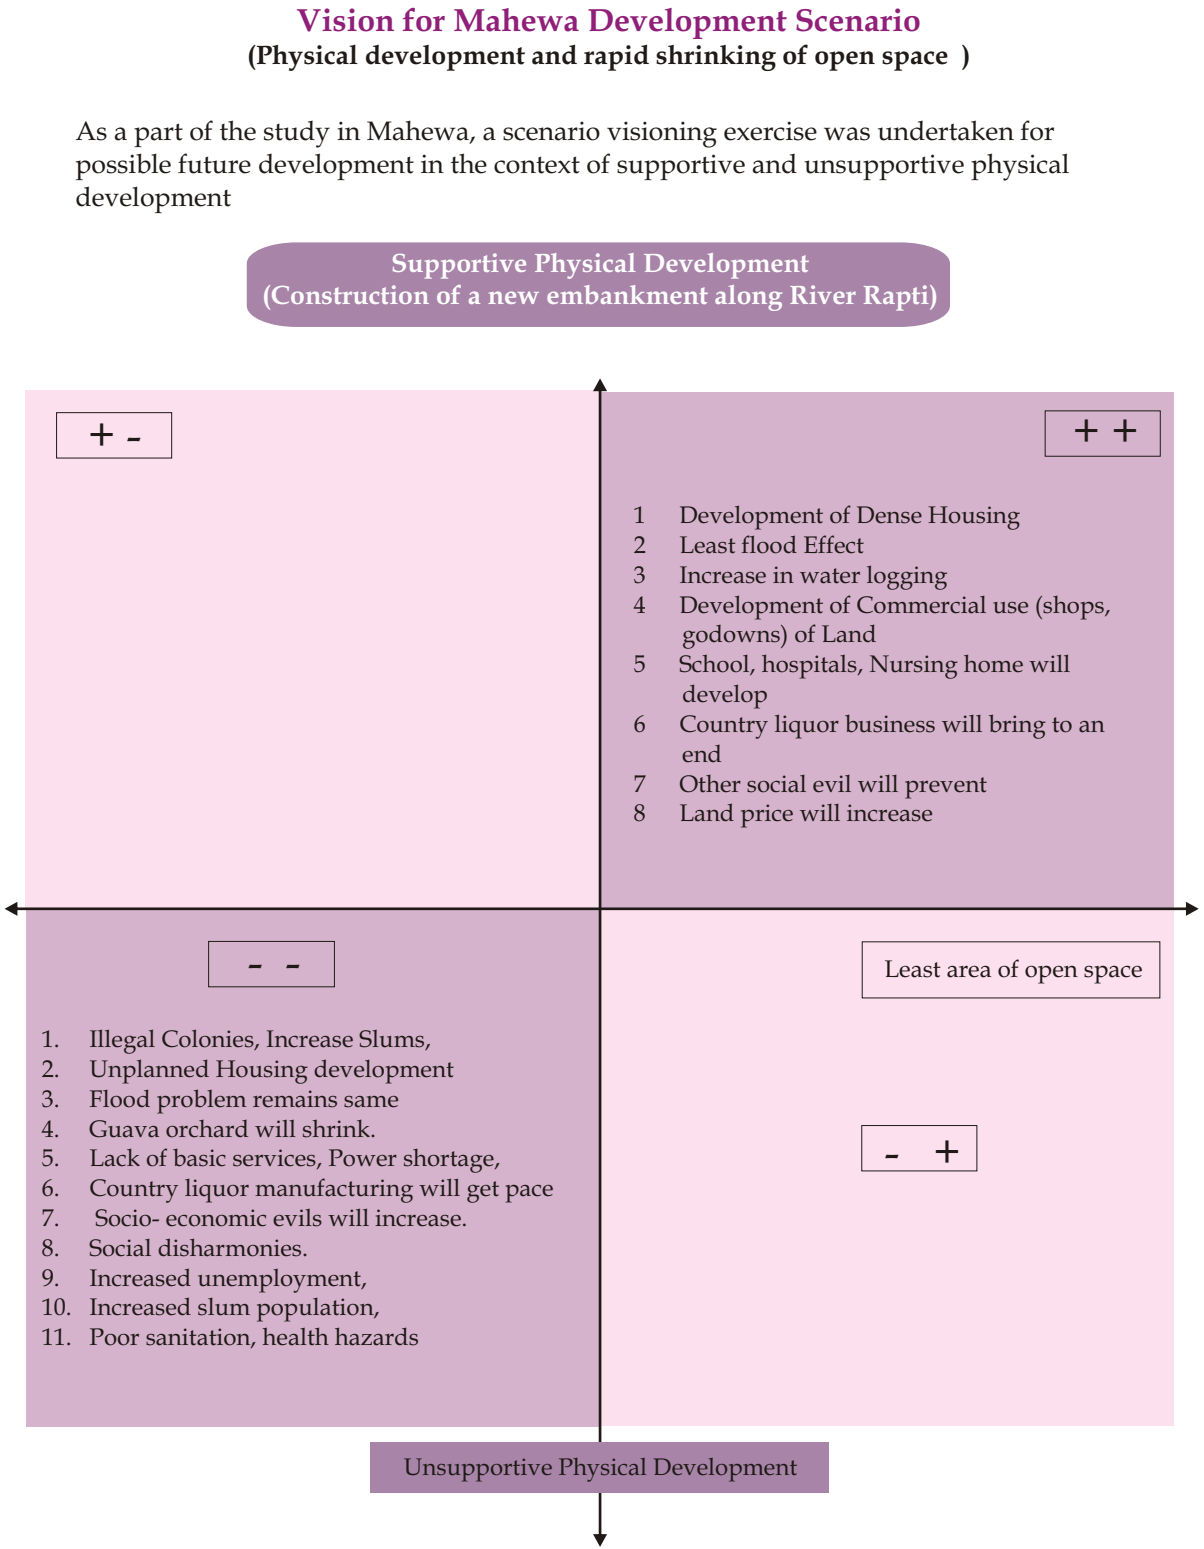 Vision for Mahewa Development Scenario
(Physical development and rapid shrinking of open space )
As a part of the study in Mahewa, a scenario visioning exercise was undertaken for
possible future development in the context of supportive and unsupportive physical
development
Supportive Physical Development
(Construction of a new embankment along River Rapti)
+ -
+ +
1 Development of Dense Housing
2 Least flood Effect
3 Increase in water logging
4 Development of Commercial use (shops,
godowns) of Land
5 School, hospitals, Nursing home will
develop
6 Country liquor business will bring to an
end
7 Other social evil will prevent
8 Land price will increase
- -
1. Illegal Colonies, Increase Slums,
2. Unplanned Housing development
3. Flood problem remains same
4. Guava orchard will shrink.
5. Lack of basic services, Power shortage,
6. Country liquor manufacturing will get pace
7. Socio- economic evils will increase.
8. Social disharmonies.
9. Increased unemployment,
10. Increased slum population,
11. Poor sanitation, health hazards
Least area of open space
- +
Unsupportive Physical Development